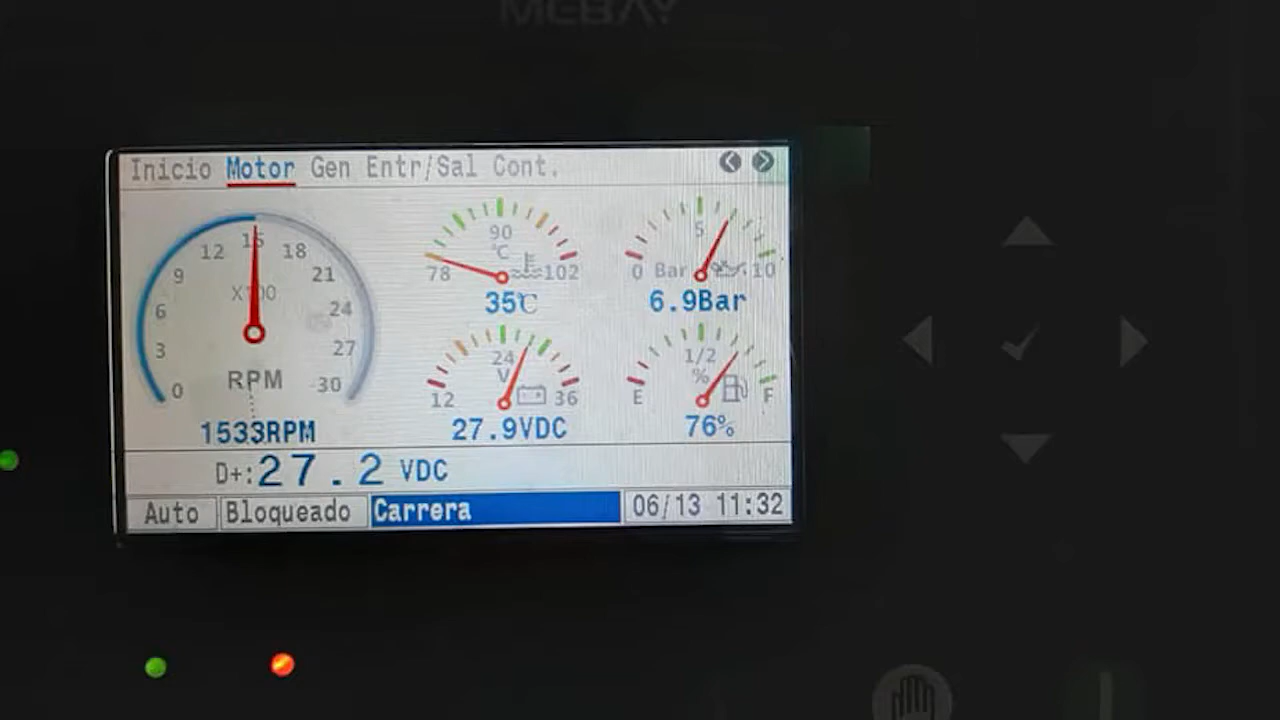 MEBAY
Inicio Motor Gen Entr/Sal Cont.
0 3 6 9 12 15 18 21 24 27 30
X100
RPM
1533RPM
78 90 102
℃
35℃
0 5 10
Bar
6.9Bar
12 24 36
V
27.9VDC
E 1/2 F
%
76%
D+:27.2 VDC
Auto Bloqueado Carrera 06/13 11:32